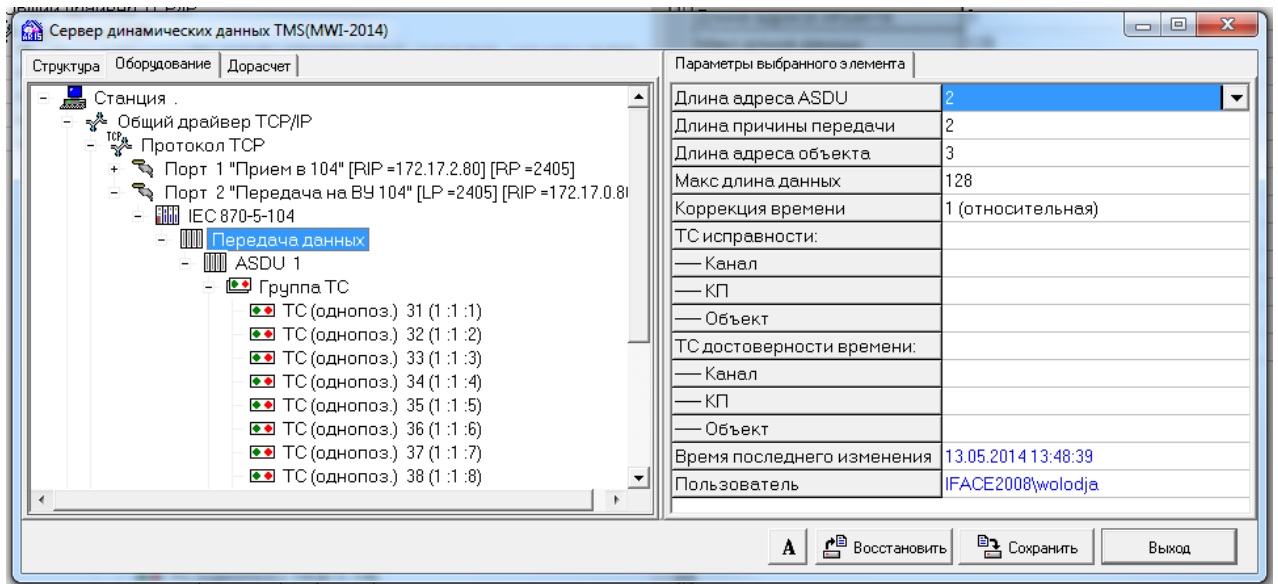 Общий драйвер TCP/IP
Сервер динамических данных TMS(MWI-2014)
Структура Оборудование Дорасчет
Станция .
Общий драйвер TCP/IP
TCP
Протокол TCP
Порт 1 "Прием в 104" [RIP =172.17.2.80] [RP =2405]
Порт 2 "Передача на ВУ 104" [LP =2405] [RIP =172.17.0.8
IEC 870-5-104
Передача данных
ASDU 1
Группа ТС
ТС (однопоз.) 31 (1 :1 :1)
ТС (однопоз.) 32 (1 :1 :2)
ТС (однопоз.) 33 (1 :1 :3)
ТС (однопоз.) 34 (1 :1 :4)
ТС (однопоз.) 35 (1 :1 :5)
ТС (однопоз.) 36 (1 :1 :6)
ТС (однопоз.) 37 (1 :1 :7)
ТС (однопоз.) 38 (1 :1 :8)
Параметры выбранного элемента
Длина адреса ASDU 2
Длина причины передачи 2
Длина адреса объекта 3
Макс длина данных 128
Коррекция времени 1 (относительная)
ТС исправности:
Канал
КП
Объект
ТС достоверности времени:
Канал
КП
Объект
Время последнего изменения 13.05.2014 13:48:39
Пользователь IFACE2008\wolodja
A Восстановить Сохранить Выход